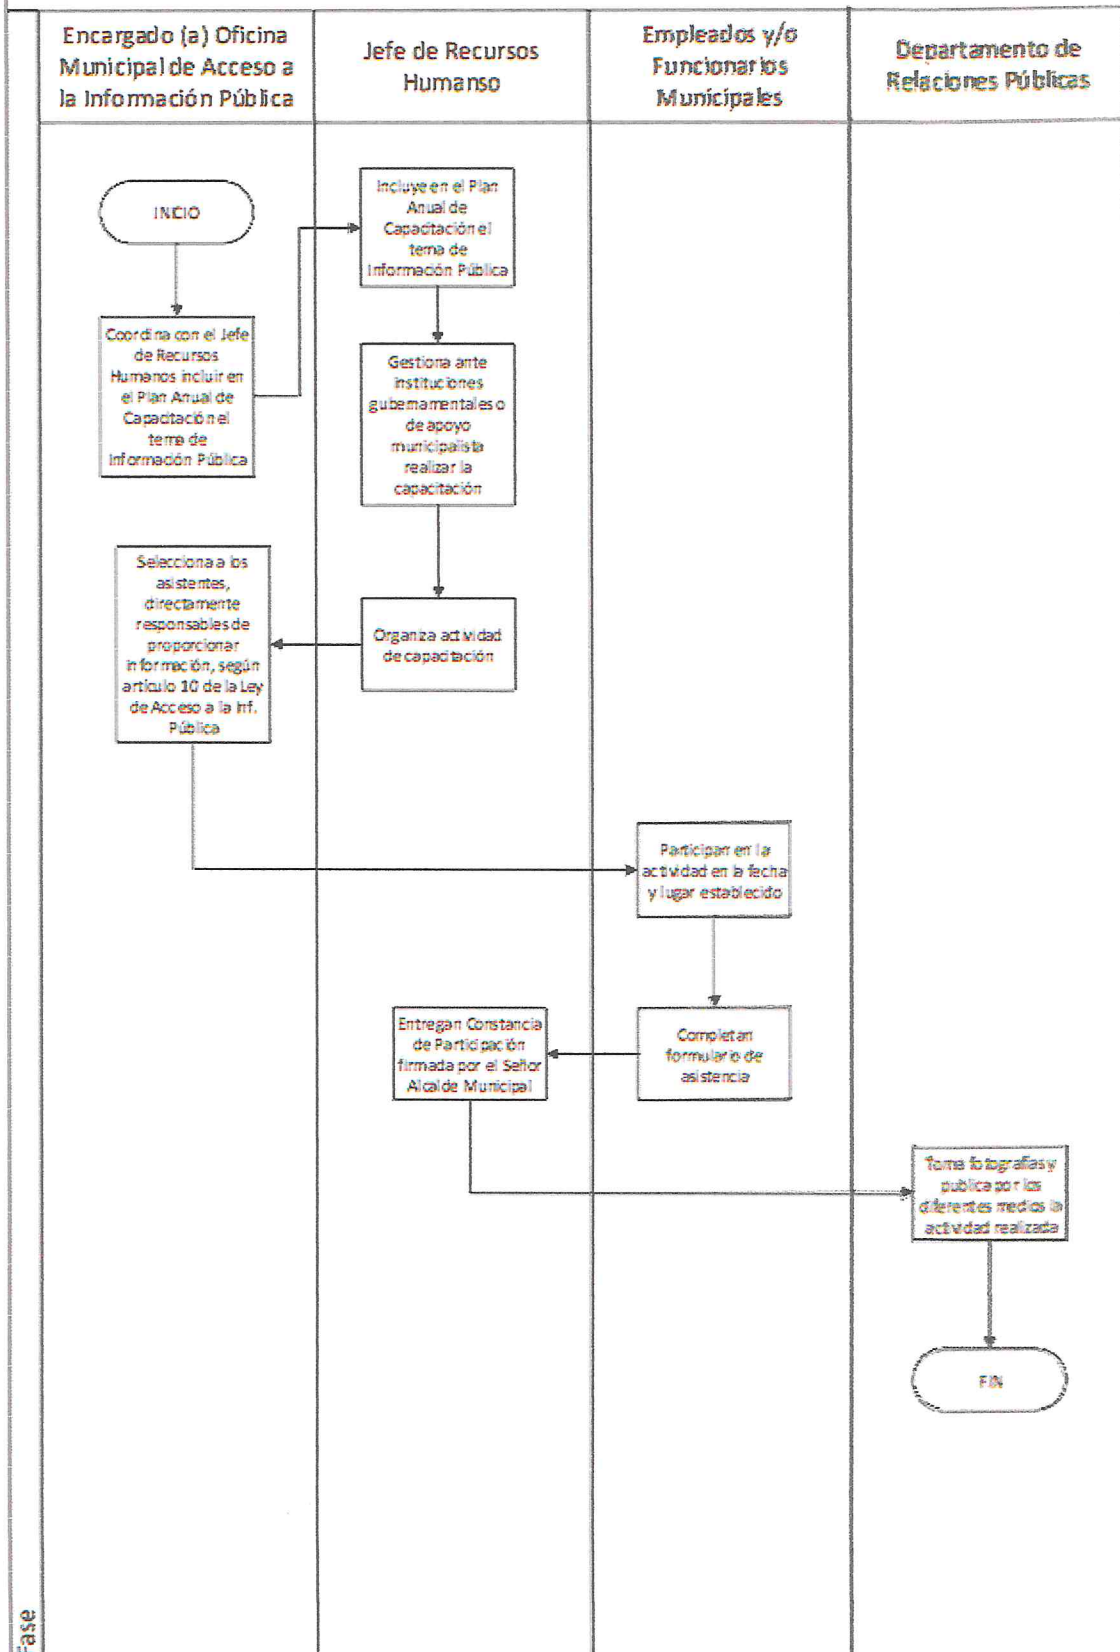 Encargado (a) Oficina
Municipal de Acceso a
la Información Pública
Jefe de Recursos
Humanso
Empleados y/o
Funcionarios
Municipales
Departamento de
Relaciones Públicas
INICIO
Coordina con el Jefe
de Recursos
Humanos incluir en
el Plan Anual de
Capacitación el
tema de
Información Pública
Incluye en el Plan
Anual de
Capacitación el
tema de
Información Pública
Gestiona ante
instituciones
gubernamentales o
de apoyo
municipalista
realizar la
capacitación
Organiza actividad
de capacitación
Selecciona a los
asistentes,
directamente
responsables de
proporcionar
información, según
artículo 10 de la Ley
de Acceso a la Inf.
Pública
Participan en la
actividad en la fecha
y lugar establecido
Completan
formulario de
asistencia
Entregan Constancia
de Participación
firmada por el Señor
Alcalde Municipal
Toma fotografías y
publica por los
diferentes medios la
actividad realizada
FIN
Fase